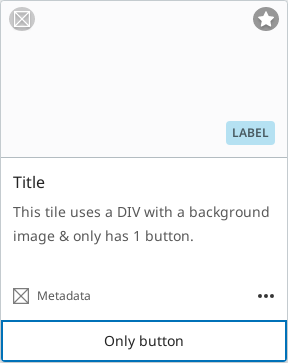 LABEL
Title
This tile uses a DIV with a background
image & only has 1 button.
Metadata
Only button